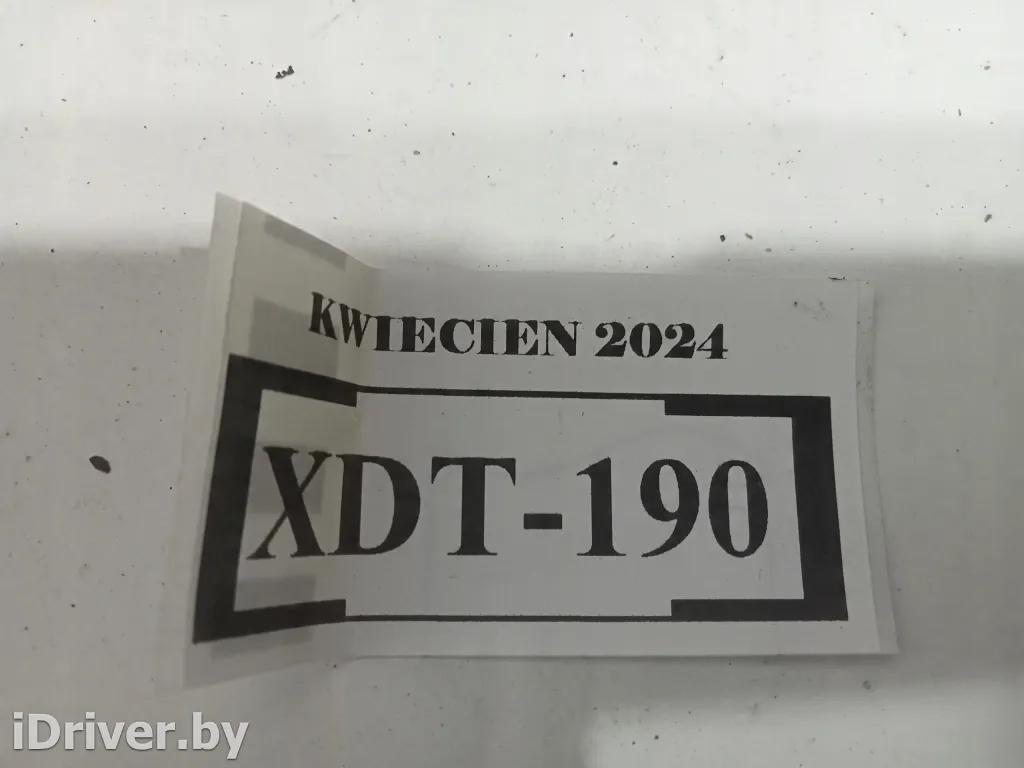 KWIECIEN 2024
XDT-190
iDriver.by